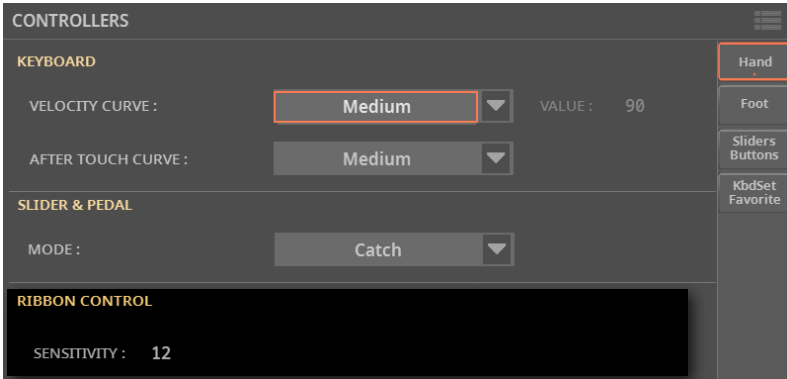 CONTROLLERS
KEYBOARD
VELOCITY CURVE : Medium VALUE : 90
AFTER TOUCH CURVE : Medium
SLIDER & PEDAL
MODE : Catch
RIBBON CONTROL
SENSITIVITY : 12
Hand
Foot
Sliders
Buttons
KbdSet
Favorite